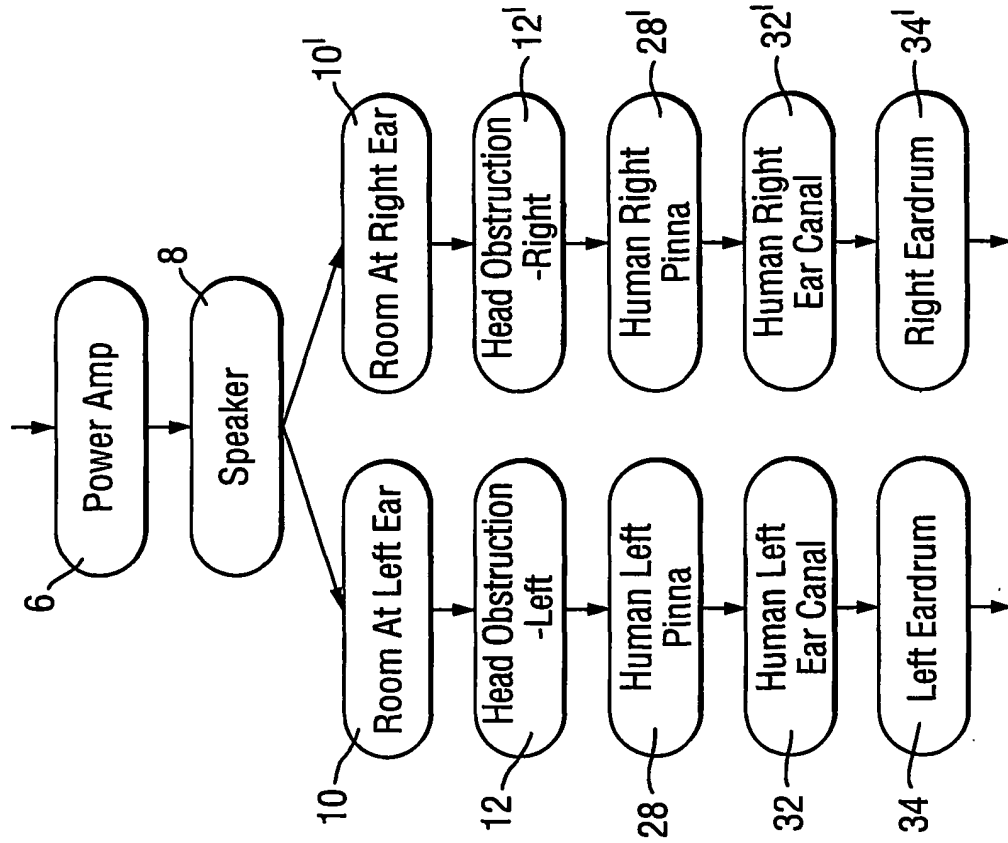 Power Amp
6
Speaker
8
Room At Left Ear
10
Room At Right Ear
10'
Head Obstruction
-Left
12
Head Obstruction
-Right
12'
Human Left
Pinna
28
Human Right
Pinna
28'
Human Left
Ear Canal
32
Human Right
Ear Canal
32'
Left Eardrum
34
Right Eardrum
34'